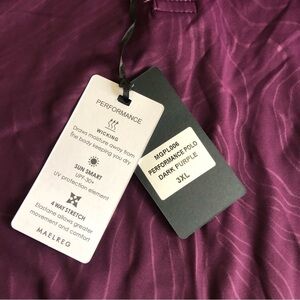 PERFORMANCE
WICKING
Draws moisture away from
the body keeping you dry
SUN SMART
UPF-30+
UV protection element
4 WAY STRETCH
Elastane allows greater
movement and comfort
MAELREG
MGPL006
PERFORMANCE POLO
DARK PURPLE
3XL